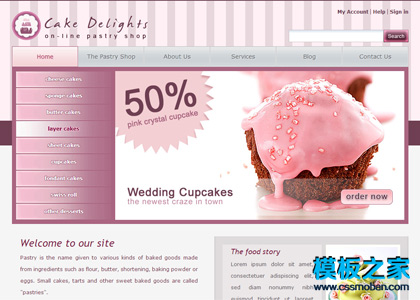 Cake Delights
on-line pastry shop
My Account | Help | Sign in
Search
Home
The Pastry Shop
About Us
Services
Blog
Contact Us
cheese cakes
sponge cakes
butter cakes
layer cakes
sheet cakes
cupcakes
fondant cakes
swiss roll
other desserts
50%
pink crystal cupcake
Wedding Cupcakes
the newest craze in town
order now
Welcome to our site
Pastry is the name given to various kinds of baked goods made
from ingredients such as flour, butter, shortening, baking powder or
eggs. Small cakes, tarts and other sweet baked goods are called
"pastries".
The food story
Lorem ipsum dolor sit amet,
consectetuer adipiscing elit,
sed diam nonummy nibh
euismod tincidunt ut laoreet
模板之家
www.cssmoban.com